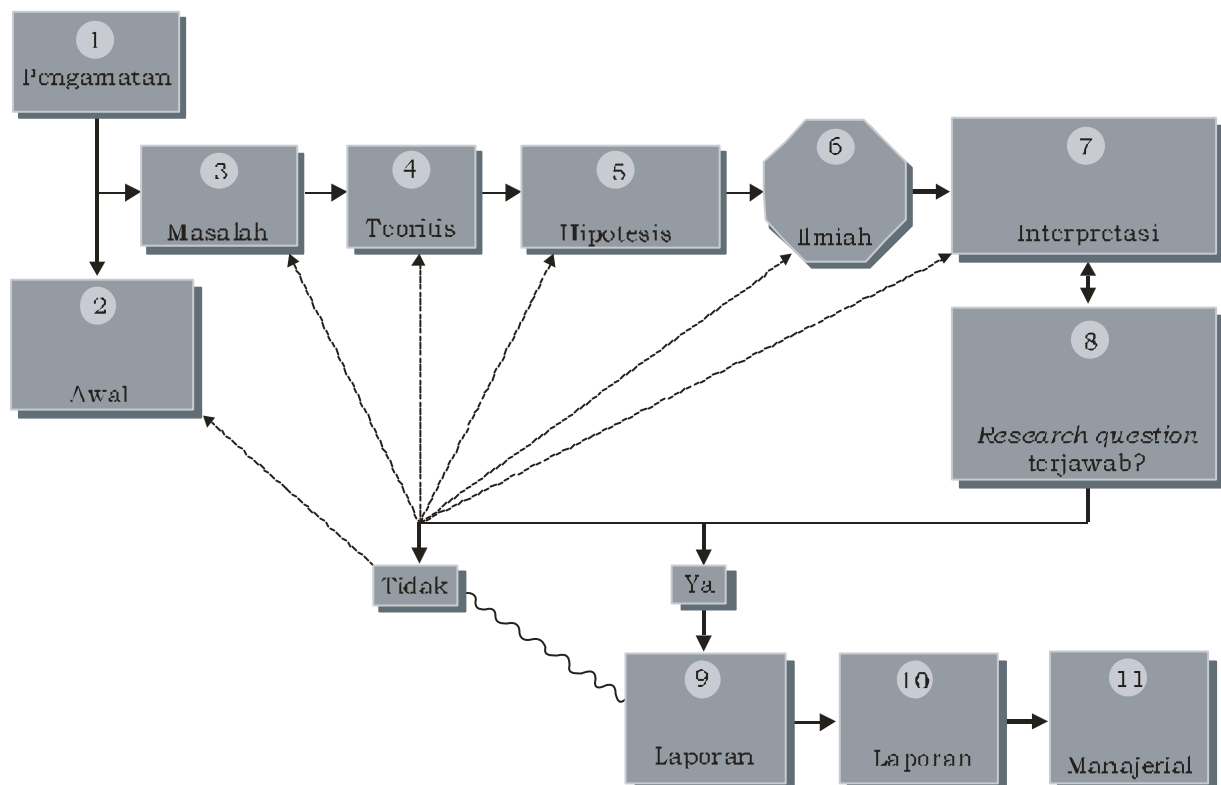 1
Pengamatan
2
Awal
3
Masalah
4
Teoritis
5
Hipotesis
6
Ilmiah
7
Interpretasi
8
Research question
terjawab?
Tidak
Ya
9
Laporan
10
Laporan
11
Manajerial